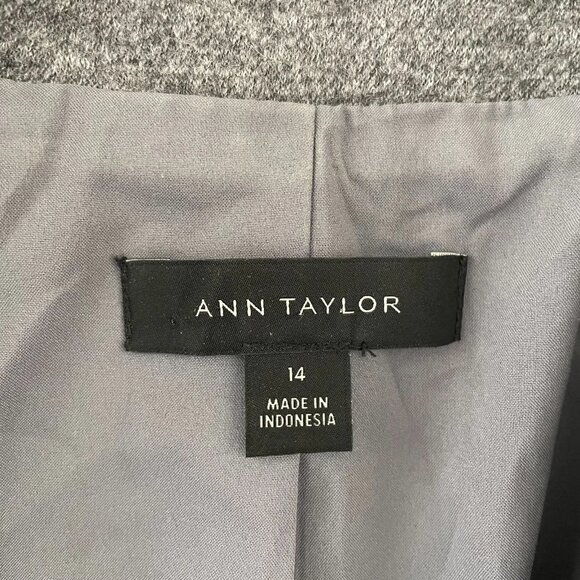 ANN TAYLOR
14
MADE IN
INDONESIA